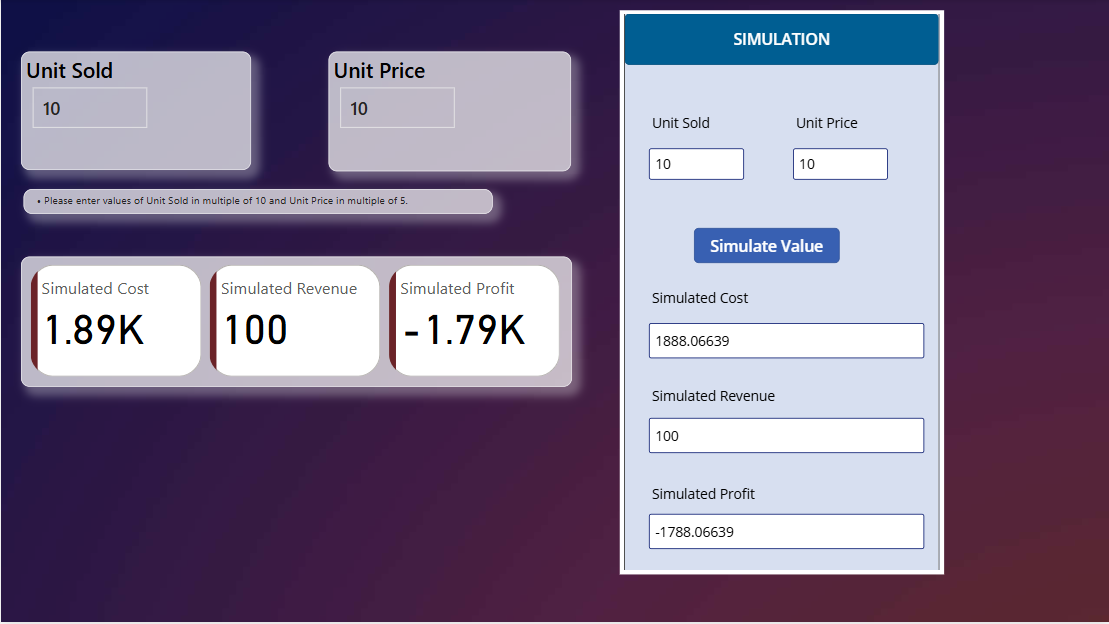 Unit Sold
10
Unit Price
10
• Please enter values of Unit Sold in multiple of 10 and Unit Price in multiple of 5.
Simulated Cost
1.89K
Simulated Revenue
100
Simulated Profit
-1.79K
SIMULATION
Unit Sold
Unit Price
10
10
Simulate Value
Simulated Cost
1888.06639
Simulated Revenue
100
Simulated Profit
-1788.06639